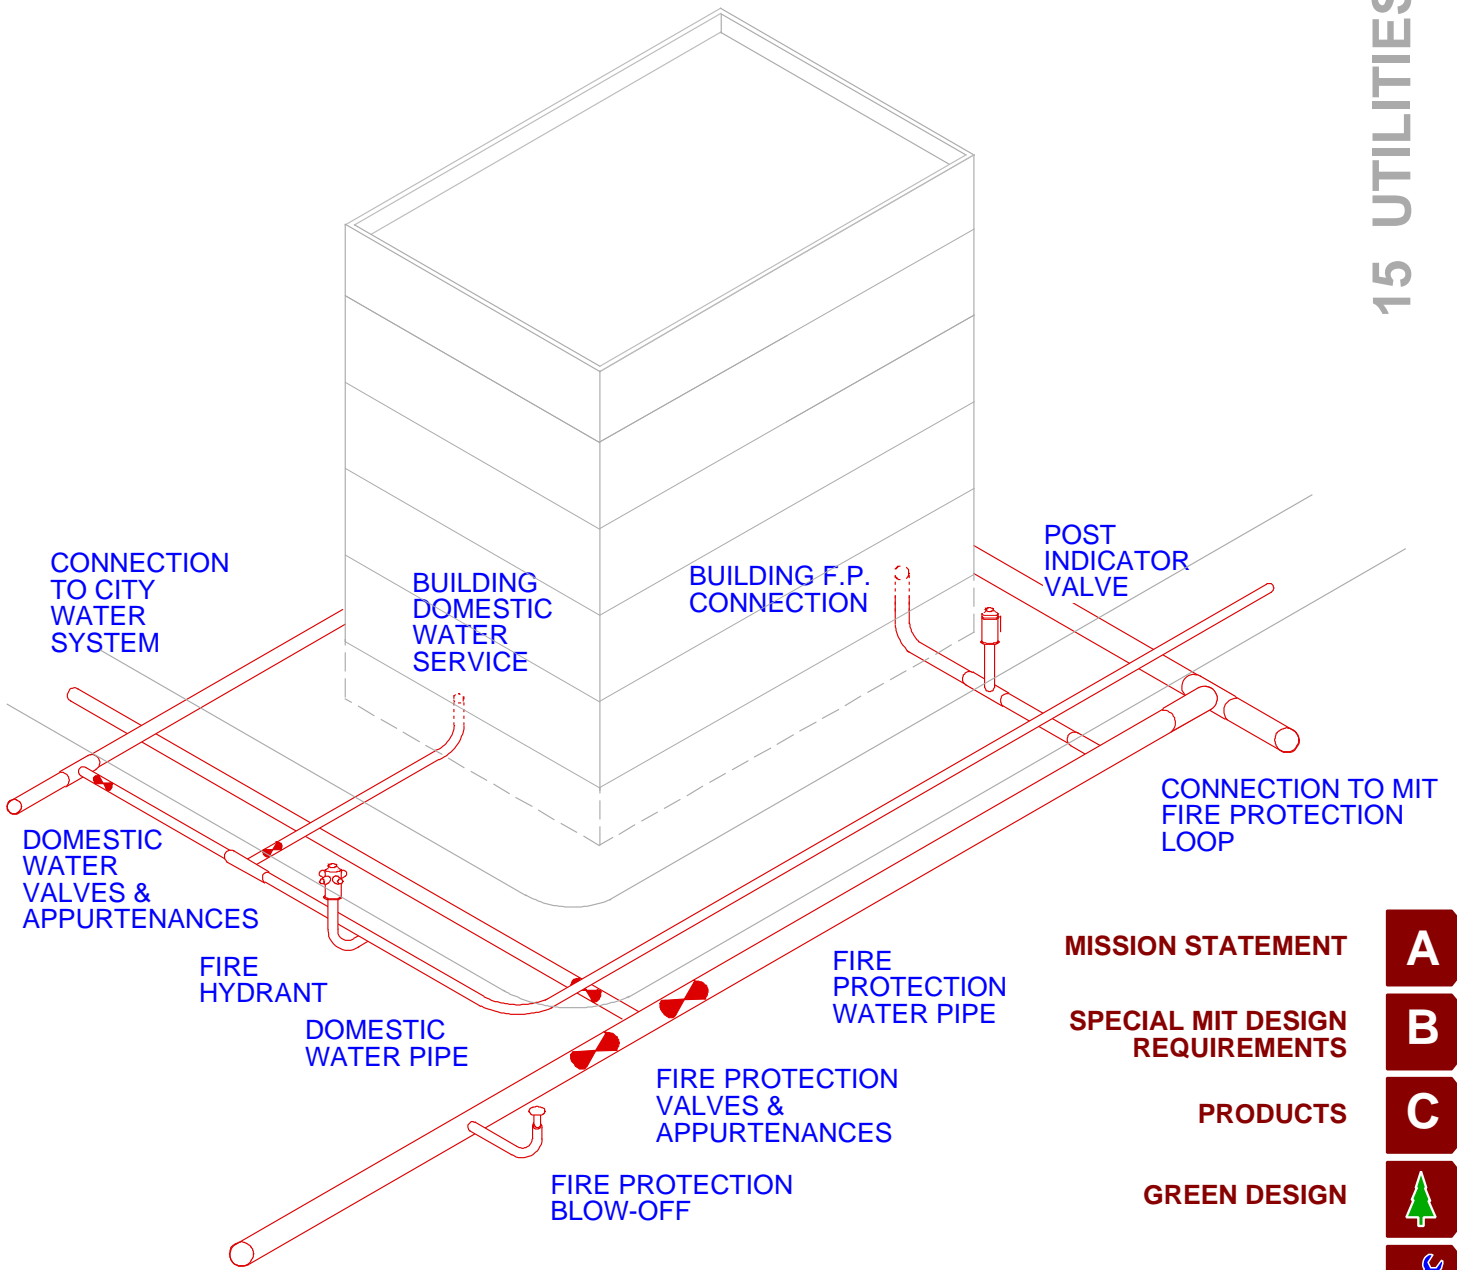 15 UTILITIES
CONNECTION
TO CITY
WATER
SYSTEM
BUILDING
DOMESTIC
WATER
SERVICE
BUILDING F.P.
CONNECTION
POST
INDICATOR
VALVE
CONNECTION TO MIT
FIRE PROTECTION
LOOP
DOMESTIC
WATER
VALVES &
APPURTENANCES
FIRE
HYDRANT
DOMESTIC
WATER PIPE
FIRE
PROTECTION
WATER PIPE
FIRE PROTECTION
VALVES &
APPURTENANCES
FIRE PROTECTION
BLOW-OFF
MISSION STATEMENT
A
SPECIAL MIT DESIGN
REQUIREMENTS
B
PRODUCTS
C
GREEN DESIGN